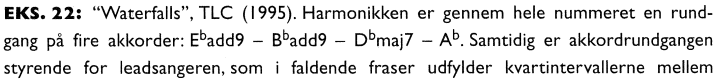 EKS. 22: “Waterfalls”, TLC (1995). Harmonikken er gennem hele nummeret en rund-
gang på fire akkorder: E♭add9 – B♭add9 – D♭maj7 – A♭. Samtidig er akkordrundgangen
styrende for leadsangeren, som i faldende fraser udfylder kvartintervallerne mellem